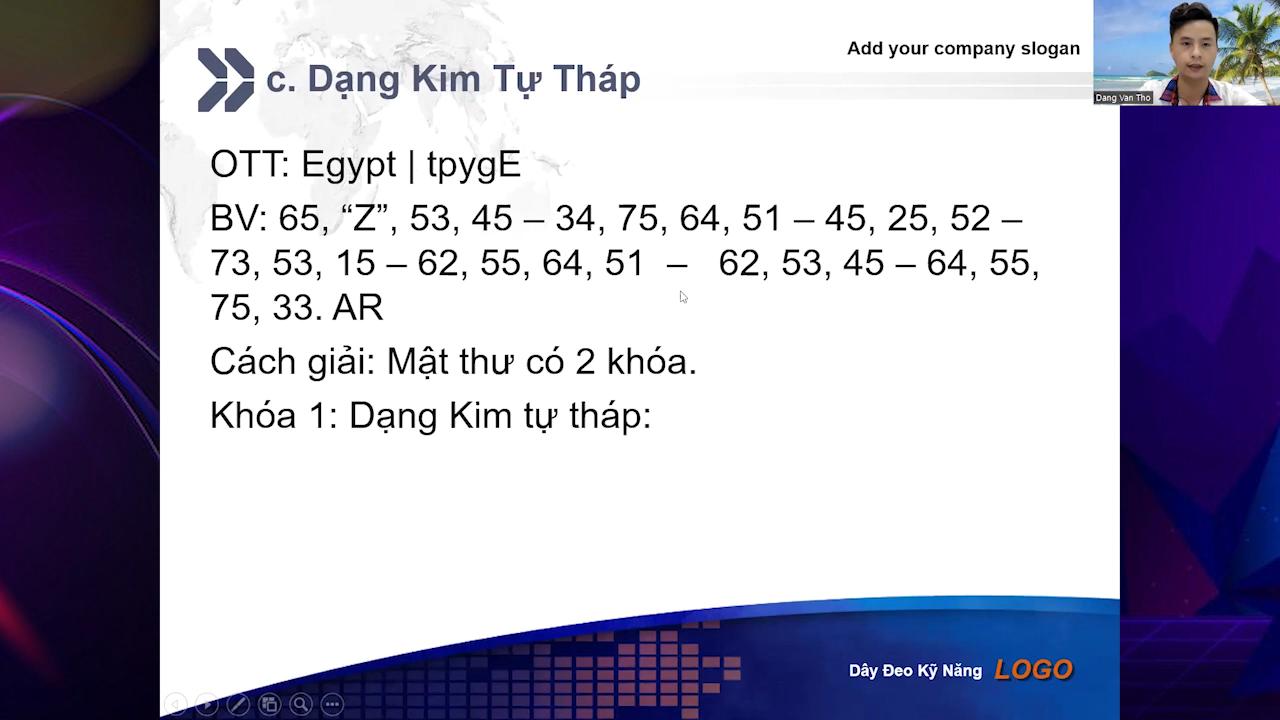 Add your company slogan
c. Dạng Kim Tự Tháp
Dang Van Tho
OTT: Egypt | tpygE
BV: 65, “Z”, 53, 45 – 34, 75, 64, 51 – 45, 25, 52 –
73, 53, 15 – 62, 55, 64, 51 – 62, 53, 45 – 64, 55,
75, 33. AR
Cách giải: Mật thư có 2 khóa.
Khóa 1: Dạng Kim tự tháp:
Dây Đeo Kỹ Năng LOGO